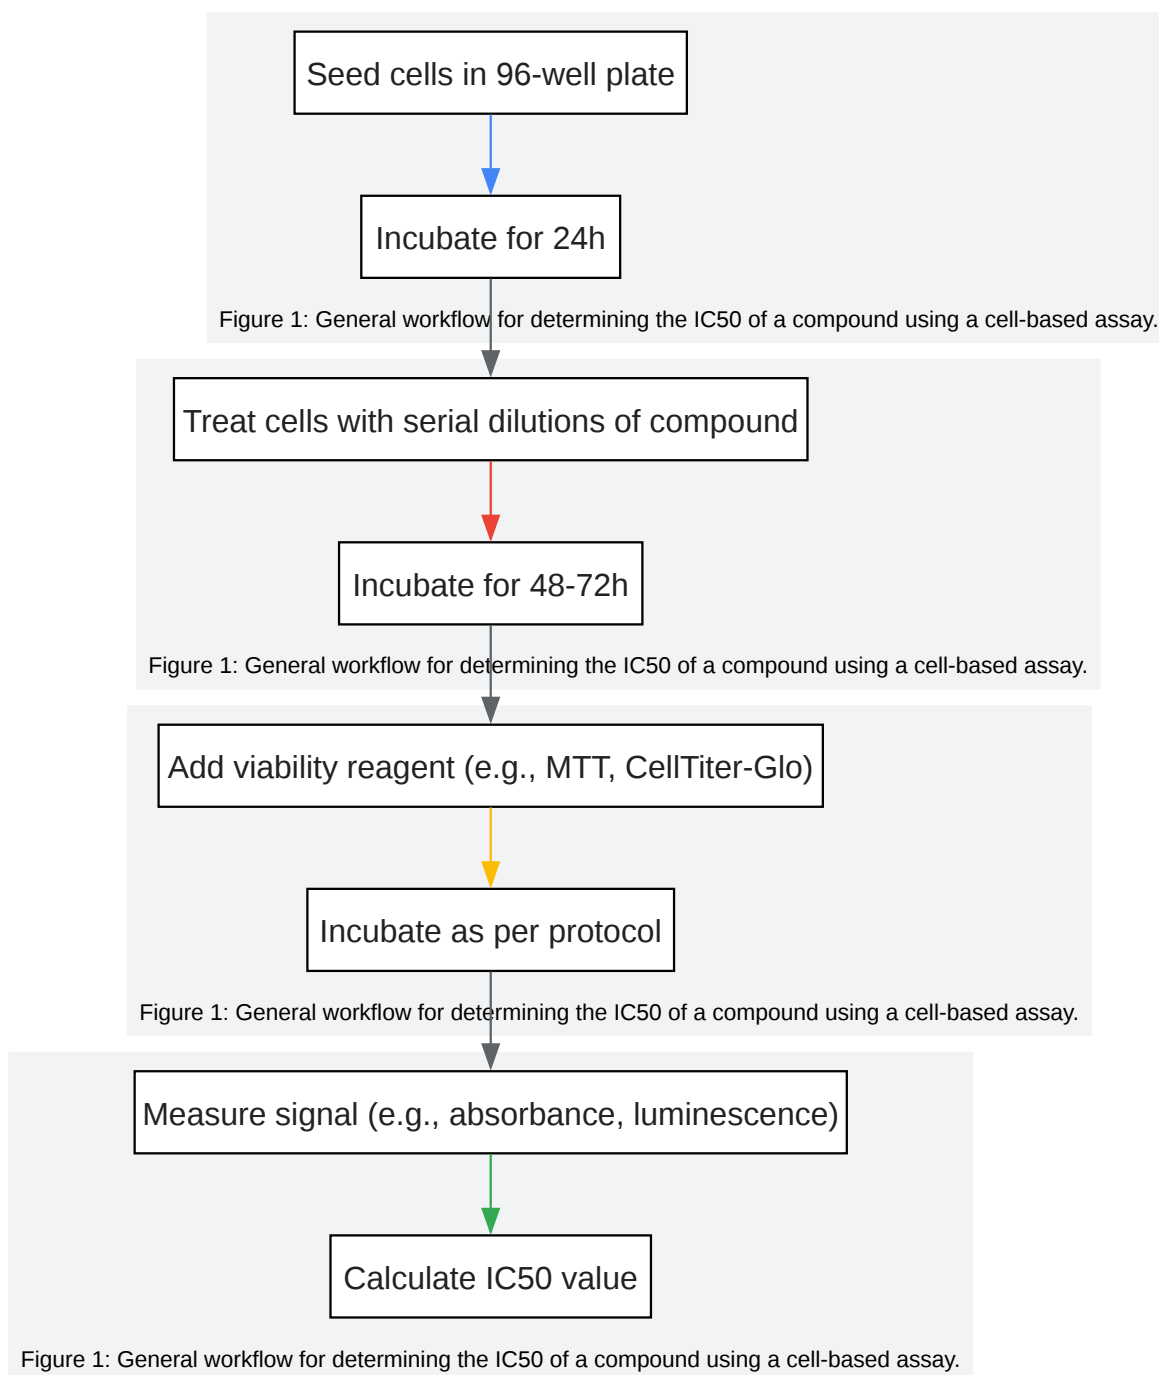 Seed cells in 96-well plate
Incubate for 24h
Figure 1: General workflow for determining the IC50 of a compound using a cell-based assay.
Treat cells with serial dilutions of compound
Incubate for 48-72h
Figure 1: General workflow for determining the IC50 of a compound using a cell-based assay.
Add viability reagent (e.g., MTT, CellTiter-Glo)
Incubate as per protocol
Figure 1: General workflow for determining the IC50 of a compound using a cell-based assay.
Measure signal (e.g., absorbance, luminescence)
Calculate IC50 value
Figure 1: General workflow for determining the IC50 of a compound using a cell-based assay.